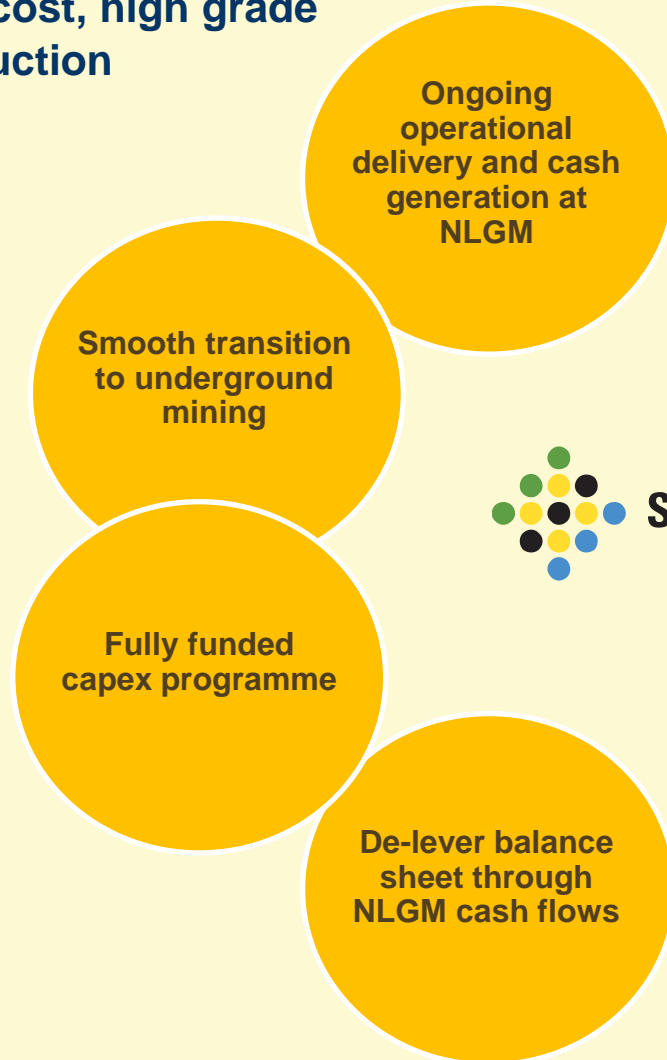 cost, high grade
Ongoing
operational
delivery and cash
generation at
NLGM
Smooth transition
to underground
mining
S
Fully funded
capex programme
De-lever balance
sheet through
NLGM cash flows